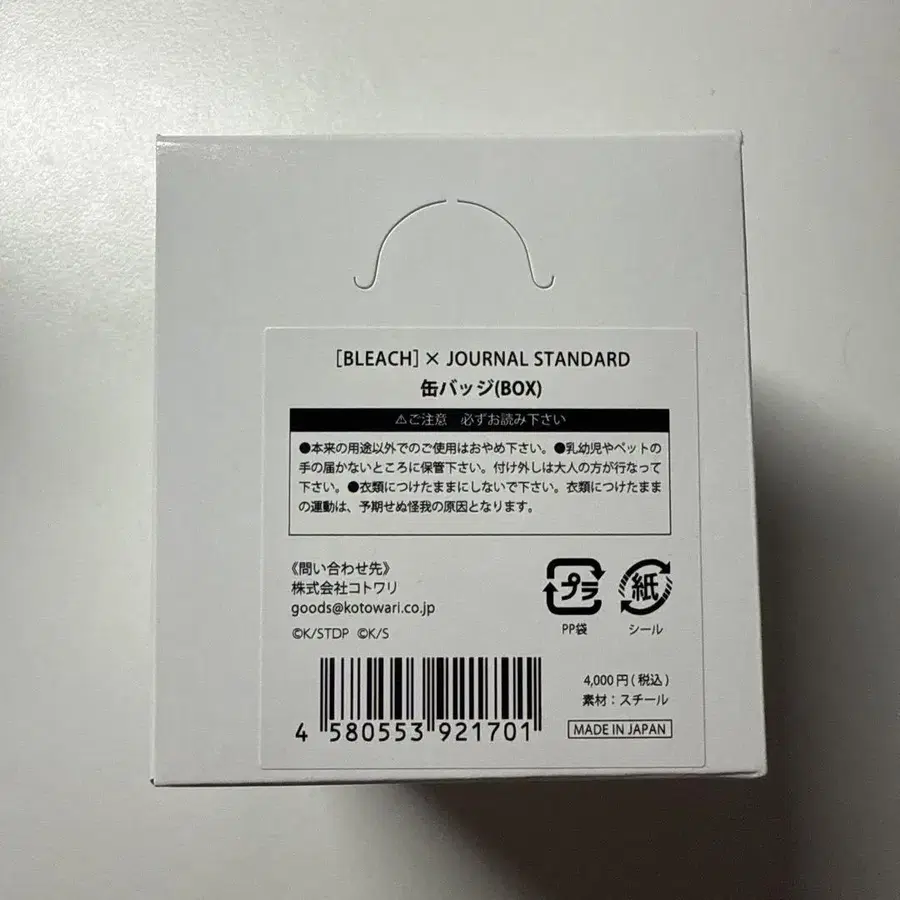 ［BLEACH］× JOURNAL STANDARD
缶バッジ(BOX)
⚠ご注意　必ずお読み下さい
●本来の用途以外でのご使用はおやめ下さい。●乳幼児やペットの
手の届かないところに保管下さい。付け外しは大人の方が行なって
下さい。●衣類につけたままにしないで下さい。衣類につけたまま
の運動は、予期せぬ怪我の原因となります。
《問い合わせ先》
株式会社コトワリ
goods@kotowari.co.jp
©K/STDP ©K/S
プラ
PP袋
紙
シール
4 580553 921701
4,000円(税込)
素材：スチール
MADE IN JAPAN